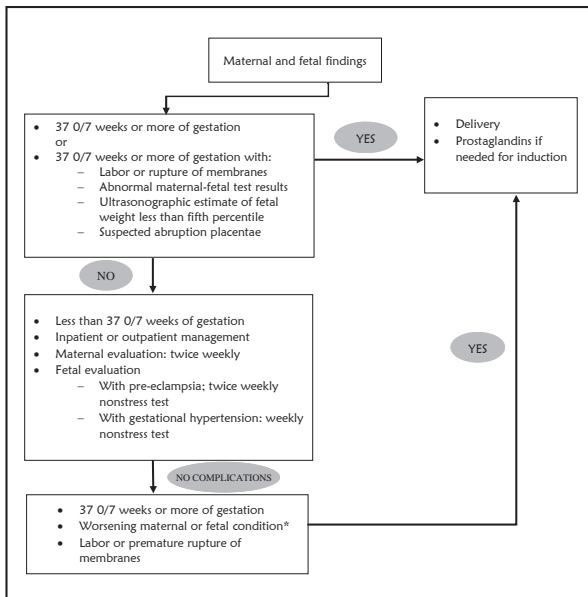 Maternal and fetal findings
• 37 0/7 weeks or more of gestation
or
• 37 0/7 weeks or more of gestation with:
– Labor or rupture of membranes
– Abnormal maternal-fetal test results
– Ultrasonographic estimate of fetal
weight less than fifth percentile
– Suspected abruption placentae
YES
• Delivery
• Prostaglandins if
needed for induction
NO
• Less than 37 0/7 weeks of gestation
• Inpatient or outpatient management
• Maternal evaluation: twice weekly
• Fetal evaluation
– With pre-eclampsia; twice weekly
nonstress test
– With gestational hypertension: weekly
nonstress test
YES
NO COMPLICATIONS
• 37 0/7 weeks or more of gestation
• Worsening maternal or fetal condition*
• Labor or premature rupture of
membranes